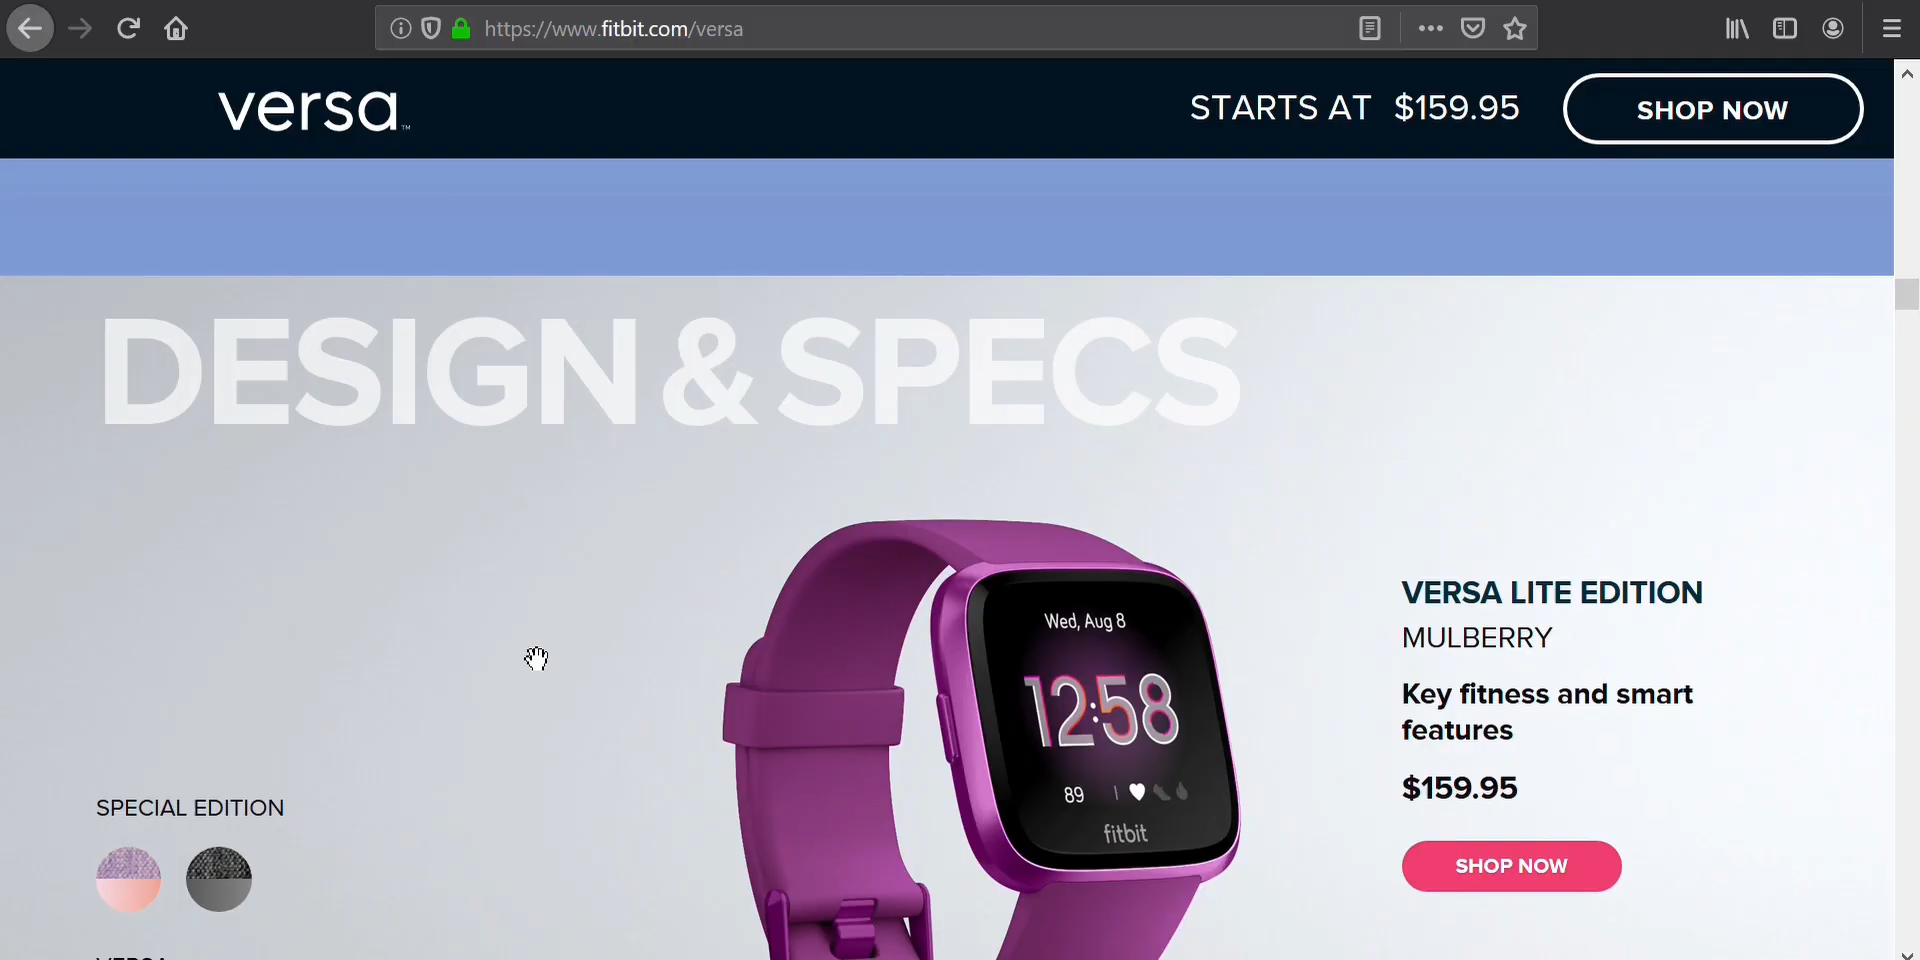 https://www.fitbit.com/versa
versa™
STARTS AT $159.95
SHOP NOW
DESIGN & SPECS
Wed, Aug 8
12:58
89
fitbit
VERSA LITE EDITION
MULBERRY
Key fitness and smart
features
$159.95
SHOP NOW
SPECIAL EDITION
VERSA